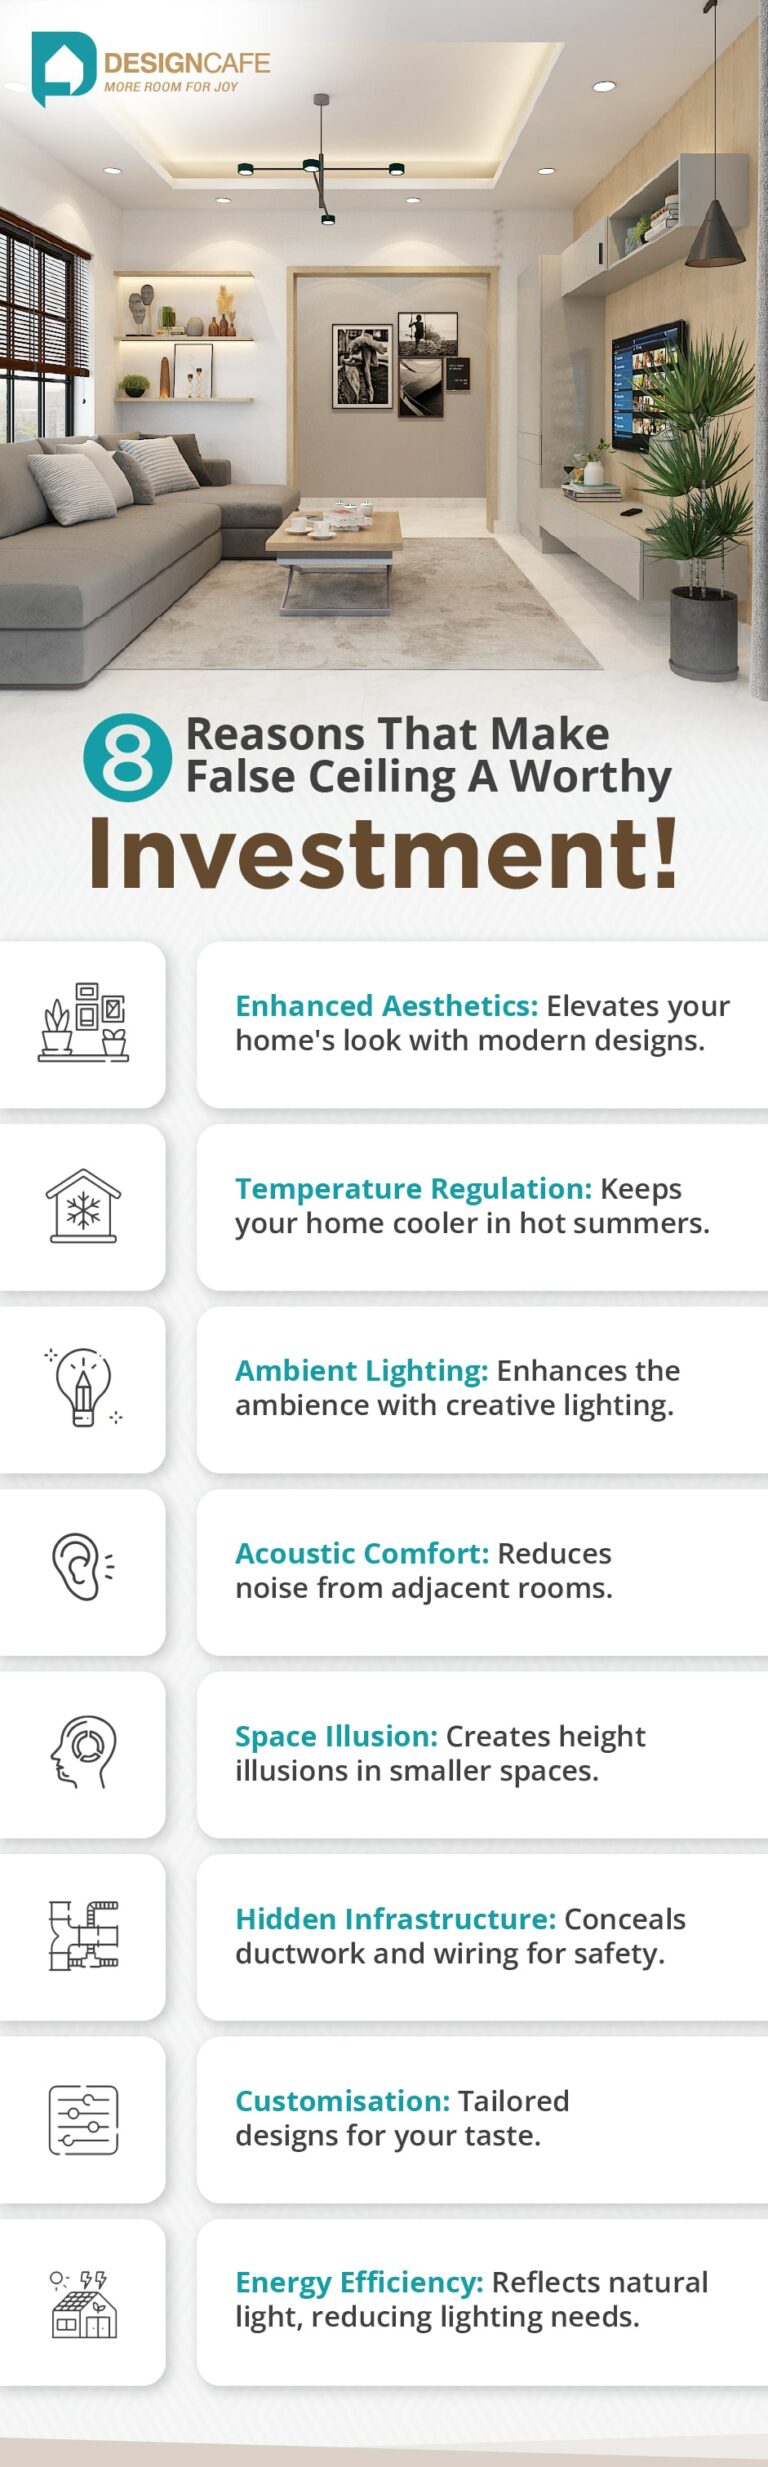 DESIGNCAFE
MORE ROOM FOR JOY
8 Reasons That Make
False Ceiling A Worthy
Investment!
Enhanced Aesthetics: Elevates your
home's look with modern designs.
Temperature Regulation: Keeps
your home cooler in hot summers.
Ambient Lighting: Enhances the
ambience with creative lighting.
Acoustic Comfort: Reduces
noise from adjacent rooms.
Space Illusion: Creates height
illusions in smaller spaces.
Hidden Infrastructure: Conceals
ductwork and wiring for safety.
Customisation: Tailored
designs for your taste.
Energy Efficiency: Reflects natural
light, reducing lighting needs.